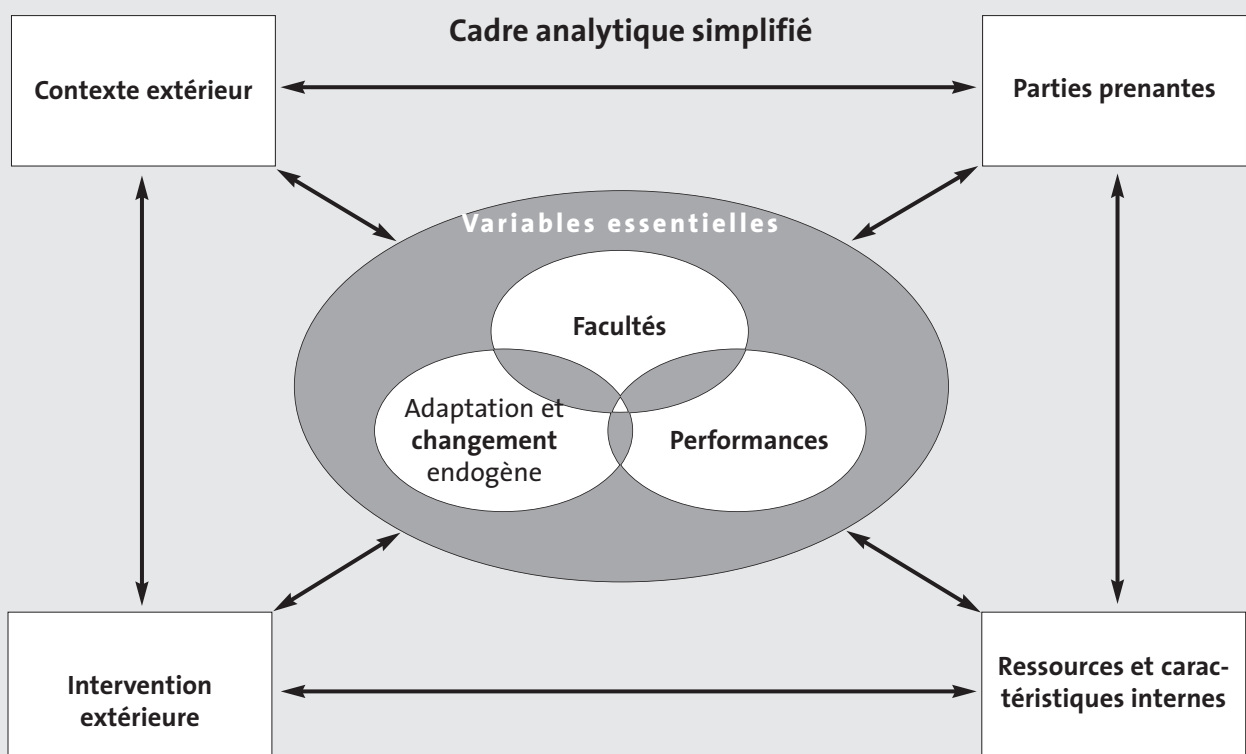 Cadre analytique simplifié
Contexte extérieur
Parties prenantes
Variables essentielles
Facultés
Adaptation et
changement
endogène
Performances
Intervention
extérieure
Ressources et carac-
téristiques internes